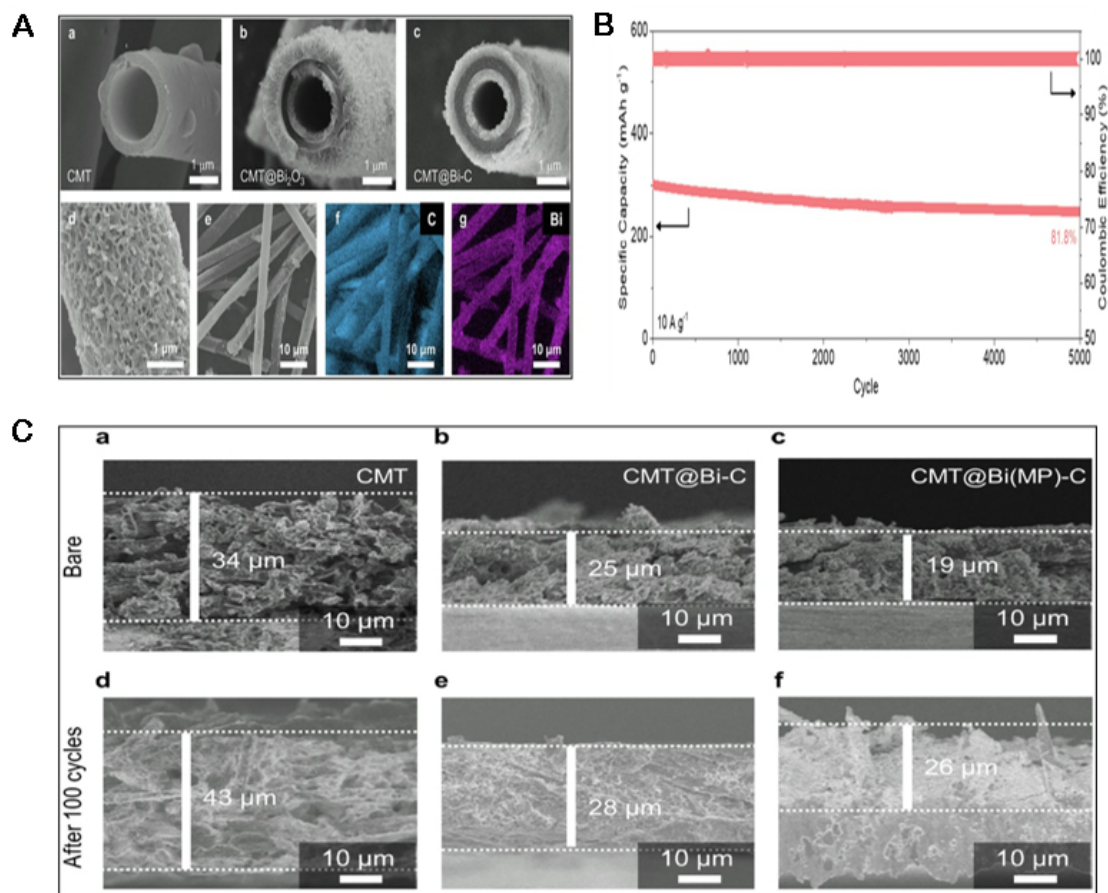 A
a
b
c
CMT
1 μm
CMT@Bi₂O₃
1 μm
CMT@Bi-C
1 μm
d
e
f
C
g
Bi
1 μm
10 μm
10 μm
10 μm
B
600
400
200
0
100
90
80
70
60
50
Specific Capacity (mAh g⁻¹)
Coulombic Efficiency (%)
81.8%
10 A g⁻¹
0
1000
2000
3000
4000
5000
Cycle
C
a
b
c
Bare
CMT
34 μm
10 μm
CMT@Bi-C
25 μm
10 μm
CMT@Bi(MP)-C
19 μm
10 μm
d
e
f
After 100 cycles
43 μm
10 μm
28 μm
10 μm
26 μm
10 μm